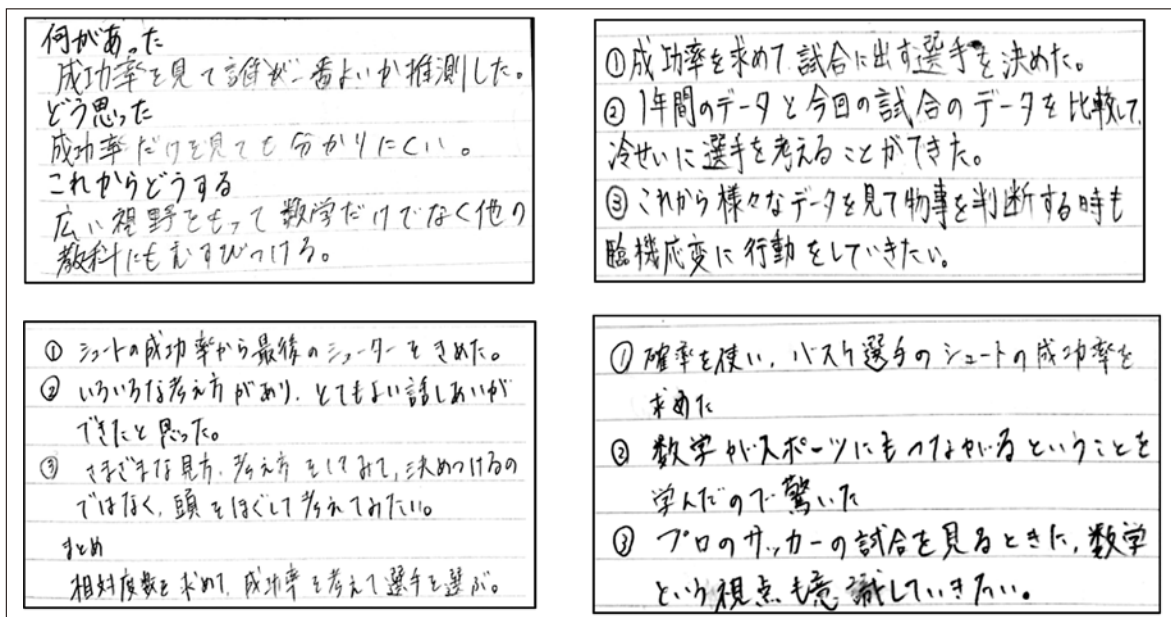 何があった
成功率を見て誰が一番よいか推測した。
どう思った
成功率だけを見ても分かりにくい。
これからどうする
広い視野をもって数学だけでなく他の
教科にもむすびつける。
①成功率を求めて試合に出す選手を決めた。
②1年間のデータと今回の試合のデータを比較して、
冷せいに選手を考えることができた。
③これから様々なデータを見て物事を判断する時も
臨機応変に行動をしていきたい。
① シュートの成功率から最後のシューターをきめた。
② いろいろな考え方があり、とてもよい話しあいが
できたと思った。
③ さまざまな見方、考え方をしてみて、決めつけるの
ではなく、頭をほぐして考えてみたい。
まとめ
相対度数を求めて、成功率を考えて選手を選ぶ。
① 確率を使い、バスケ選手のシュートの成功率を
求めた
② 数学がスポーツにもつながるということを
学んだので驚いた
③ プロのサッカーの試合を見るときに、数学
という視点も意識していきたい。